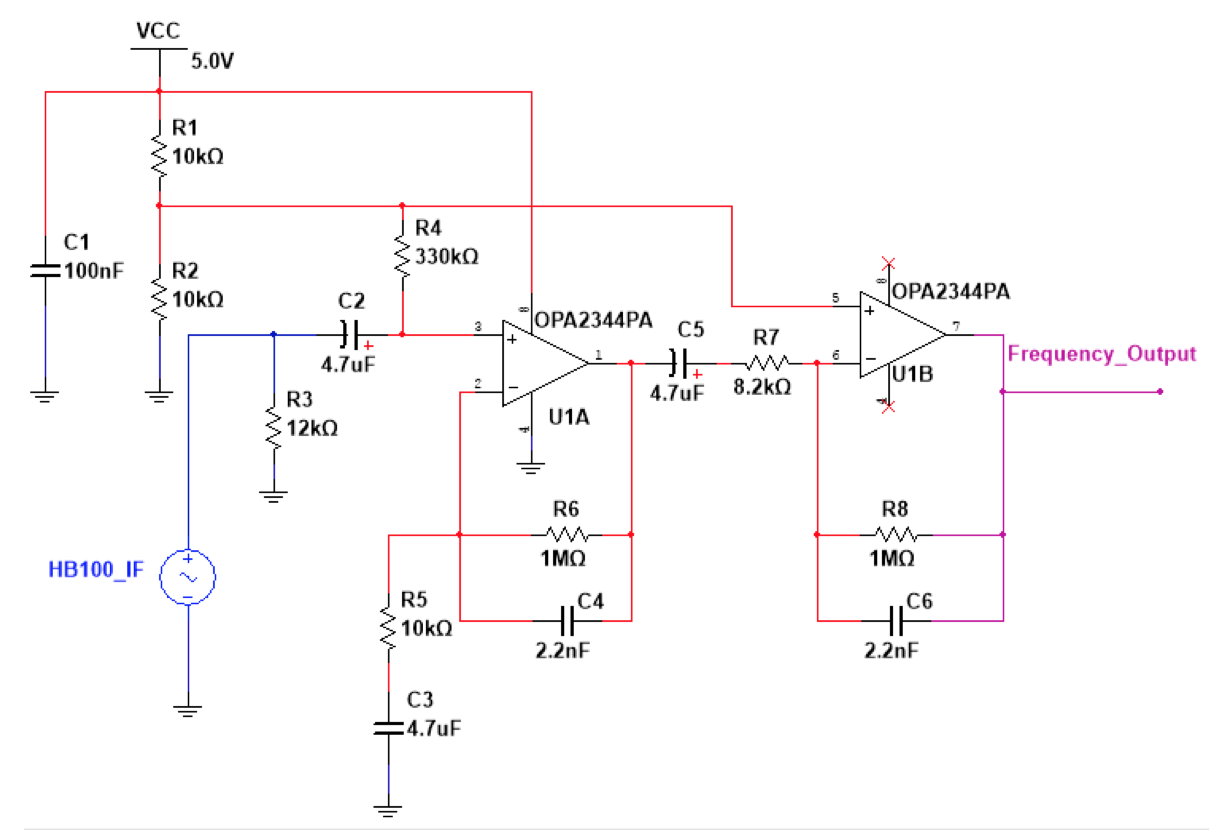 VCC
5.0V
R1
10kΩ
C1
100nF
R2
10kΩ
R4
330kΩ
C2
+
4.7uF
R3
12kΩ
HB100_IF
+
−
3
2
8
4
1
+
−
OPA2344PA
U1A
C5
+
4.7uF
R7
8.2kΩ
5
6
8
4
7
+
−
OPA2344PA
U1B
Frequency_Output
R6
1MΩ
C4
2.2nF
R5
10kΩ
C3
4.7uF
R8
1MΩ
C6
2.2nF